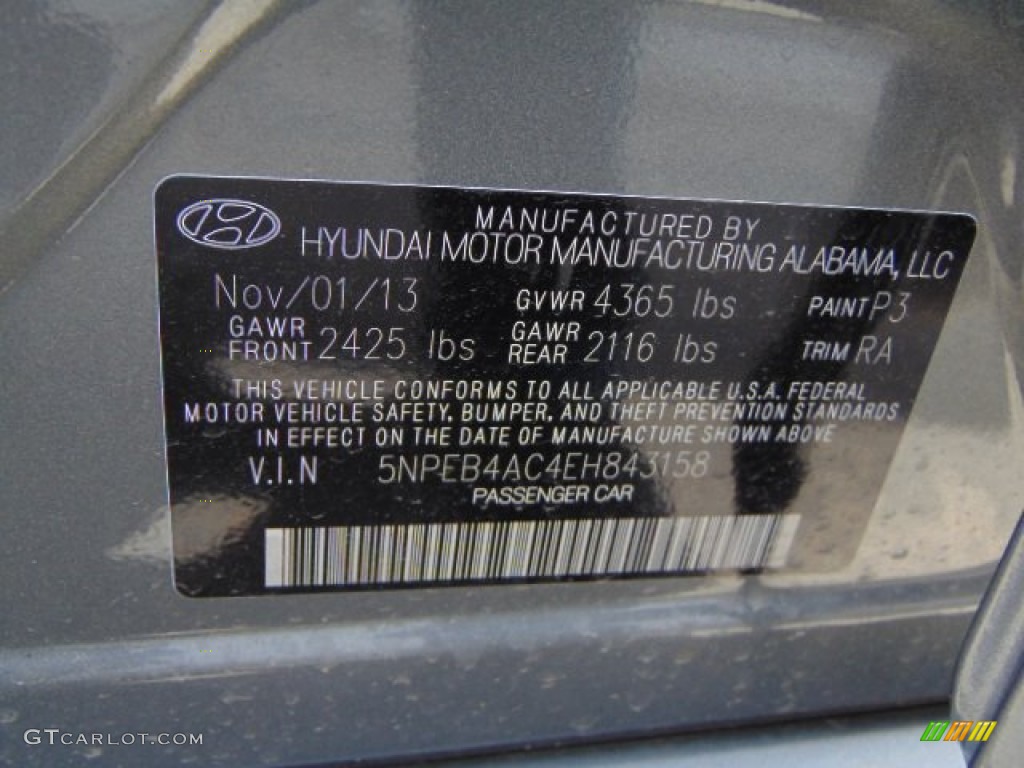 MANUFACTURED BY
HYUNDAI MOTOR MANUFACTURING ALABAMA, LLC
Nov/01/13 GVWR 4365 lbs PAINT P3
GAWR FRONT 2425 lbs GAWR REAR 2116 lbs TRIM RA
THIS VEHICLE CONFORMS TO ALL APPLICABLE U.S.A. FEDERAL
MOTOR VEHICLE SAFETY, BUMPER, AND THEFT PREVENTION STANDARDS
IN EFFECT ON THE DATE OF MANUFACTURE SHOWN ABOVE
V.I.N 5NPEB4AC4EH843158
PASSENGER CAR
GTCARLOT.COM